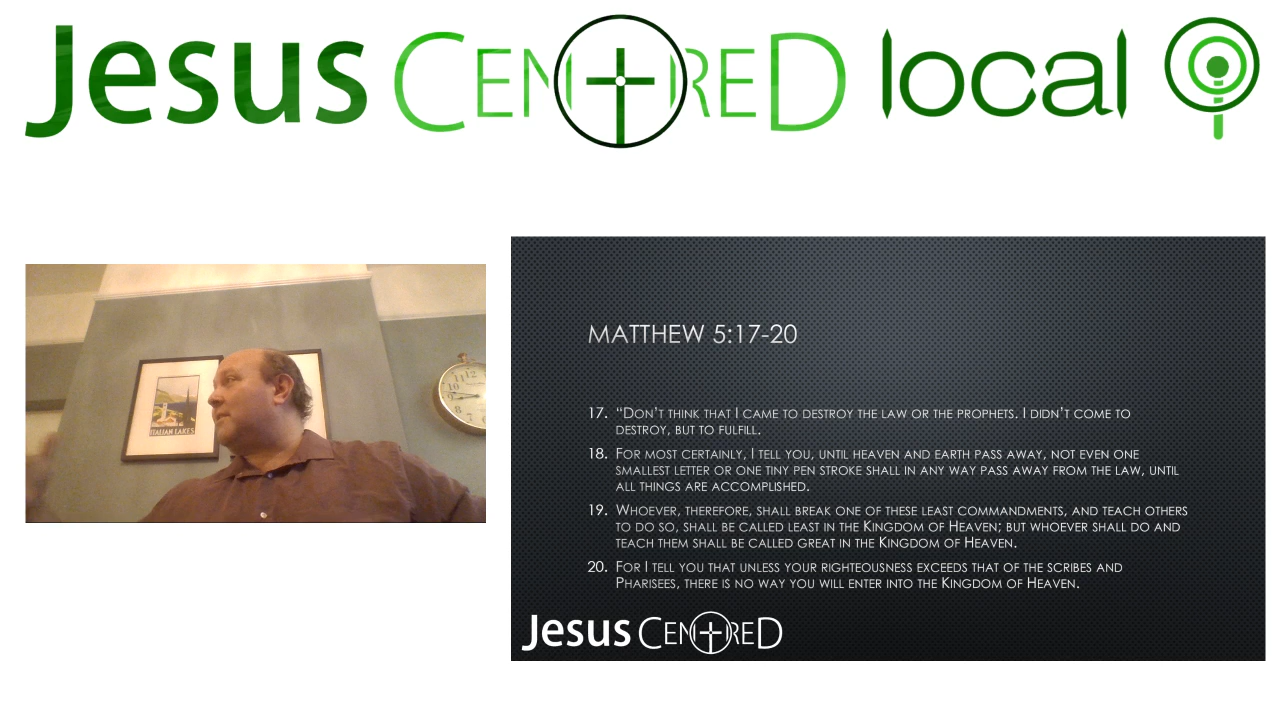 Jesus CENTRED local
ITALIAN LAKES
11 12 1
10
9
8
MATTHEW 5:17-20
17. “DON’T THINK THAT I CAME TO DESTROY THE LAW OR THE PROPHETS. I DIDN’T COME TO
DESTROY, BUT TO FULFILL.
18. FOR MOST CERTAINLY, I TELL YOU, UNTIL HEAVEN AND EARTH PASS AWAY, NOT EVEN ONE
SMALLEST LETTER OR ONE TINY PEN STROKE SHALL IN ANY WAY PASS AWAY FROM THE LAW, UNTIL
ALL THINGS ARE ACCOMPLISHED.
19. WHOEVER, THEREFORE, SHALL BREAK ONE OF THESE LEAST COMMANDMENTS, AND TEACH OTHERS
TO DO SO, SHALL BE CALLED LEAST IN THE KINGDOM OF HEAVEN; BUT WHOEVER SHALL DO AND
TEACH THEM SHALL BE CALLED GREAT IN THE KINGDOM OF HEAVEN.
20. FOR I TELL YOU THAT UNLESS YOUR RIGHTEOUSNESS EXCEEDS THAT OF THE SCRIBES AND
PHARISEES, THERE IS NO WAY YOU WILL ENTER INTO THE KINGDOM OF HEAVEN.
Jesus CENTRED